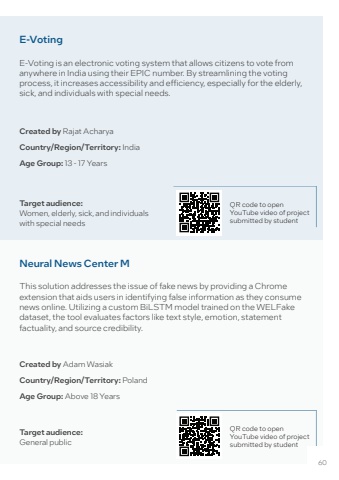 E-Voting
E-Voting is an electronic voting system that allows citizens to vote from
anywhere in India using their EPIC number. By streamlining the voting
process, it increases accessibility and efficiency, especially for the elderly,
sick, and individuals with special needs.
Created by Rajat Acharya
Country/Region/Territory: India
Age Group: 13 - 17 Years
Target audience:
Women, elderly, sick, and individuals
with special needs
QR code to open
YouTube video of project
submitted by student
Neural News Center M
This solution addresses the issue of fake news by providing a Chrome
extension that aids users in identifying false information as they consume
news online. Utilizing a custom BiLSTM model trained on the WELFake
dataset, the tool evaluates factors like text style, emotion, statement
factuality, and source credibility.
Created by Adam Wasiak
Country/Region/Territory: Poland
Age Group: Above 18 Years
Target audience:
General public
QR code to open
YouTube video of project
submitted by student
60